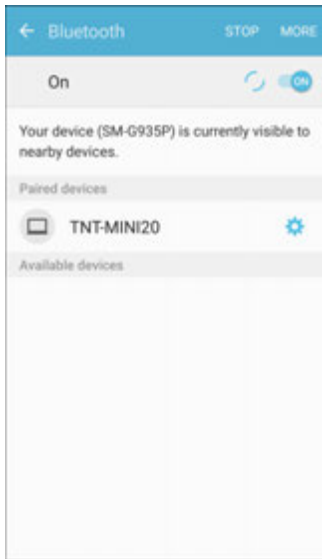 Bluetooth STOP MORE
On ON
Your device (SM-G935P) is currently visible to
nearby devices.
Paired devices
TNT-MINI20
Available devices